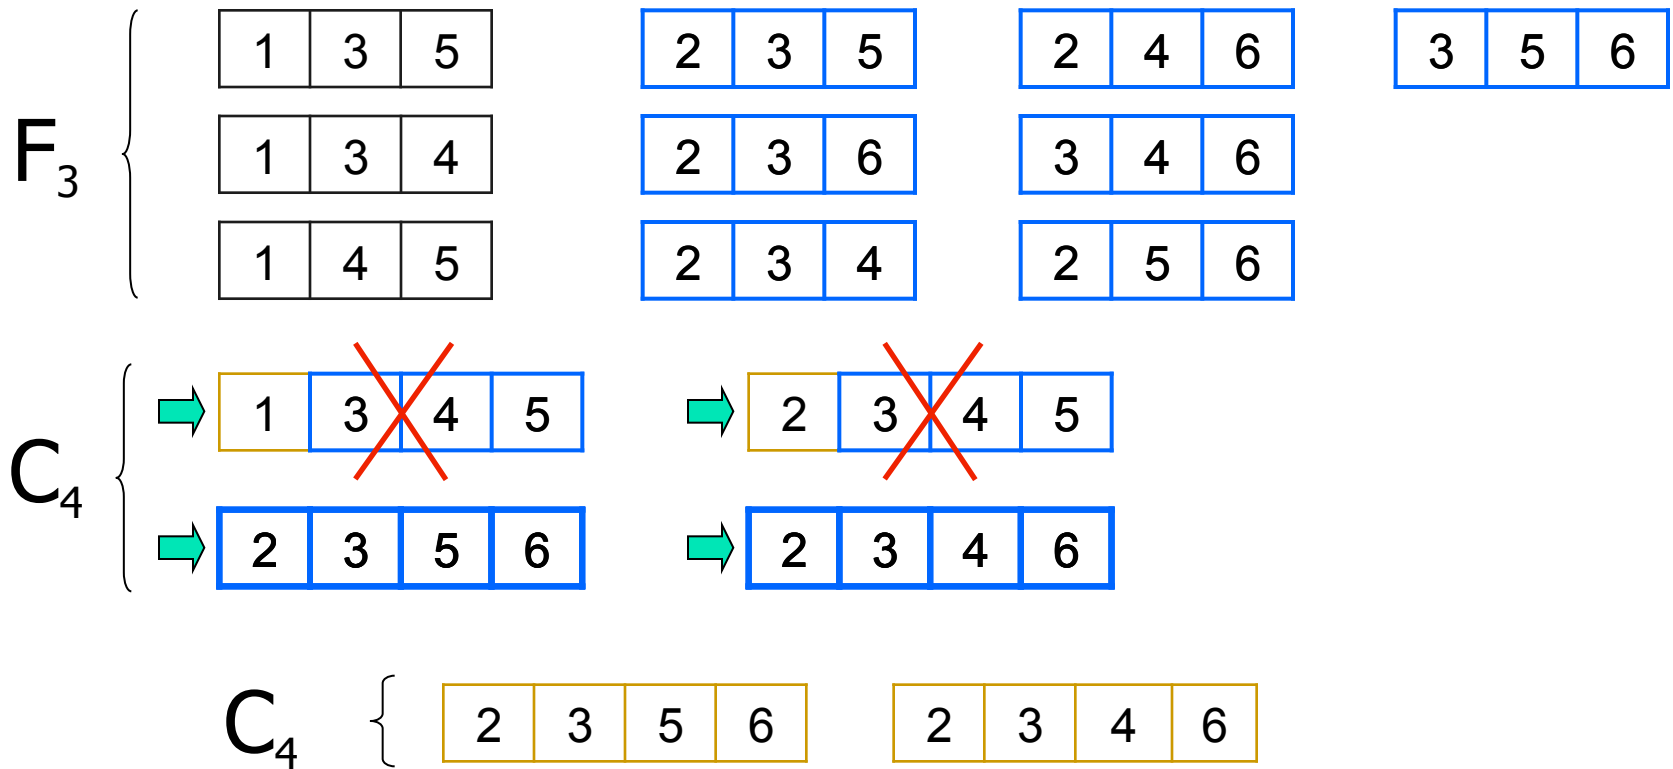 1 3 5 2 3 5 2 4 6 3 5 6
F3 1 3 4 2 3 6 3 4 6
1 4 5 2 3 4 2 5 6
1 3 4 5 2 3 4 5
C4
2 3 5 6 2 3 4 6
C4 2 3 5 6 2 3 4 6